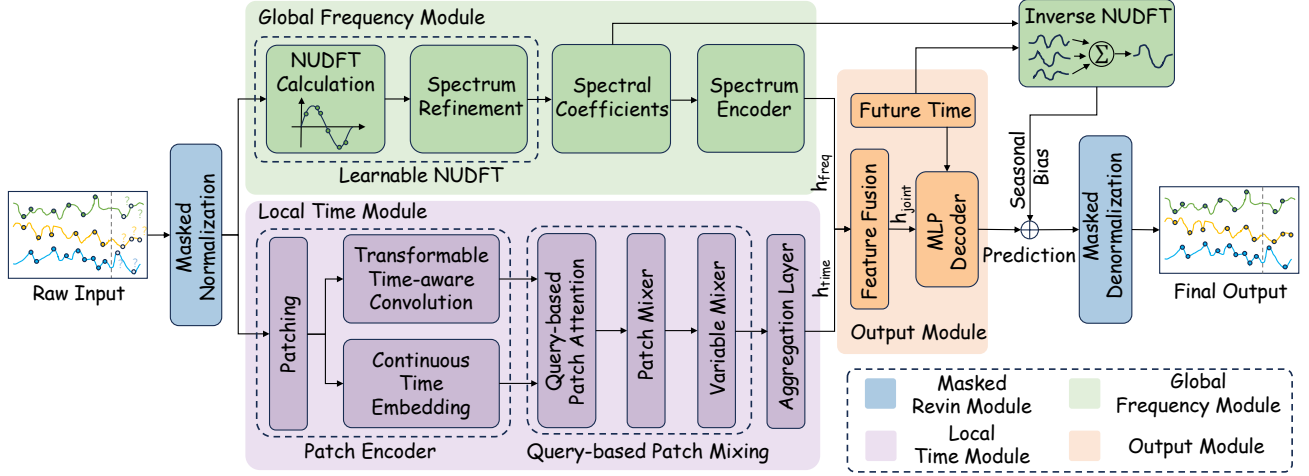 Global Frequency Module
NUDFT
Calculation
Spectrum
Refinement
Learnable NUDFT
Spectral
Coefficients
Spectrum
Encoder
Inverse NUDFT
Σ
Raw Input
? ?
? ? ?
? ?
Masked
Normalization
Local Time Module
Patching
Transformable
Time-aware
Convolution
Continuous
Time
Embedding
Patch Encoder
Query-based
Patch Attention
Patch Mixer
Variable Mixer
Query-based Patch Mixing
Aggregation Layer
h_freq
h_time
Future Time
Feature Fusion
h_joint
MLP
Decoder
Output Module
Seasonal
Bias
Prediction
Masked
Denormalization
Final Output
Masked
Revin Module
Global
Frequency Module
Local
Time Module
Output Module